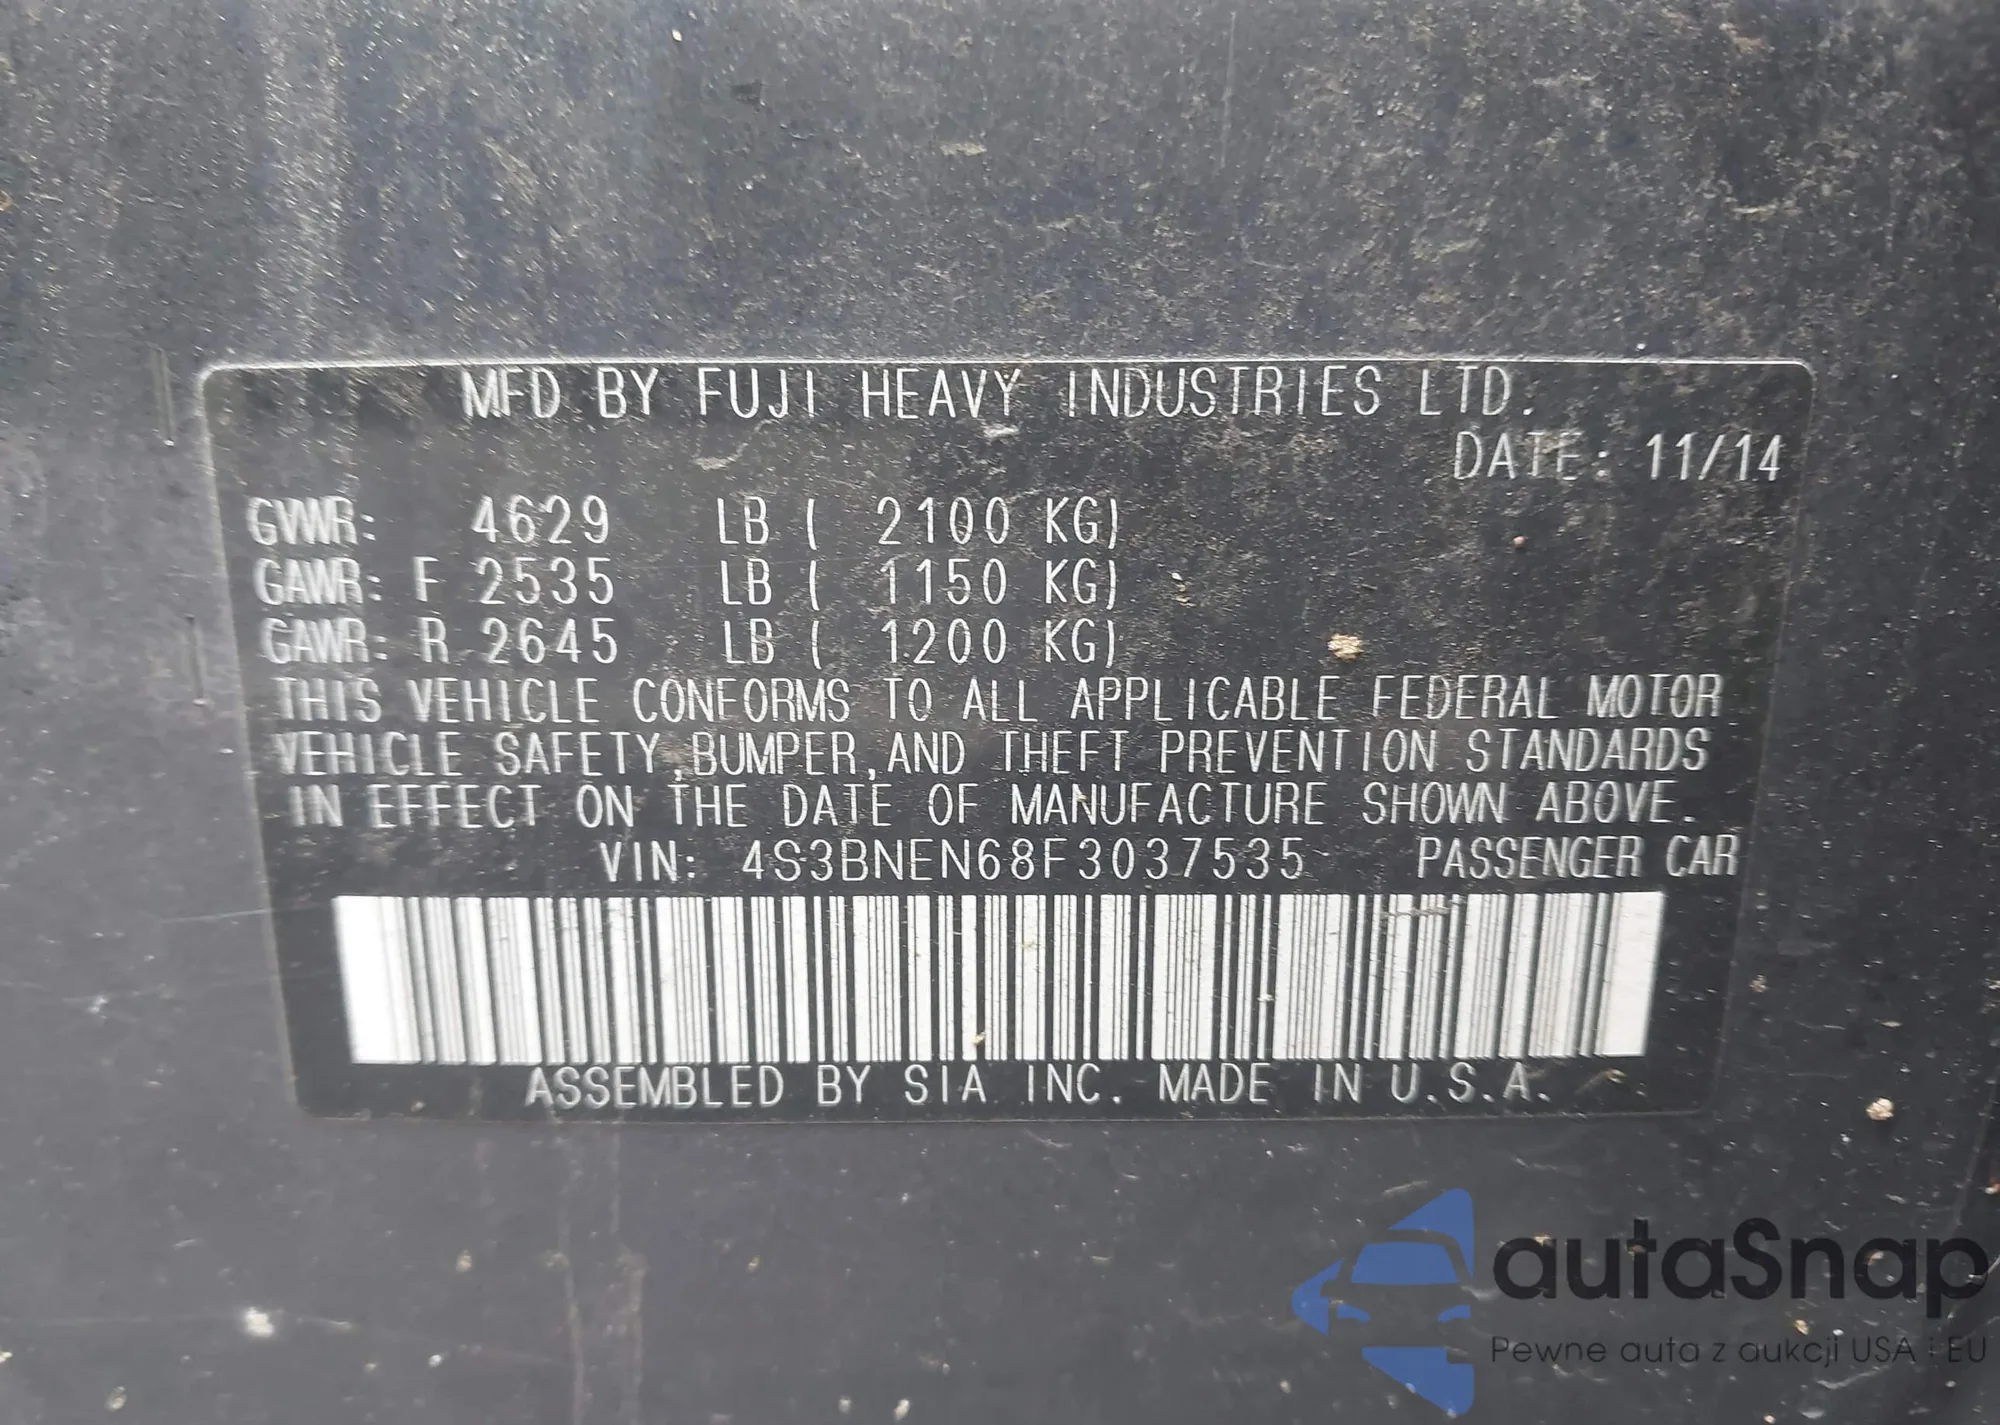 MFD BY FUJI HEAVY INDUSTRIES LTD.
DATE: 11/14
GVWR: 4629 LB ( 2100 KG)
GAWR: F 2535 LB ( 1150 KG)
GAWR: R 2645 LB ( 1200 KG)
THIS VEHICLE CONFORMS TO ALL APPLICABLE FEDERAL MOTOR
VEHICLE SAFETY,BUMPER,AND THEFT PREVENTION STANDARDS
IN EFFECT ON THE DATE OF MANUFACTURE SHOWN ABOVE.
VIN: 4S3BNEN68F3037535 PASSENGER CAR
ASSEMBLED BY SIA INC. MADE IN U.S.A.
autaSnap
Pewne auta z aukcji USA i EU